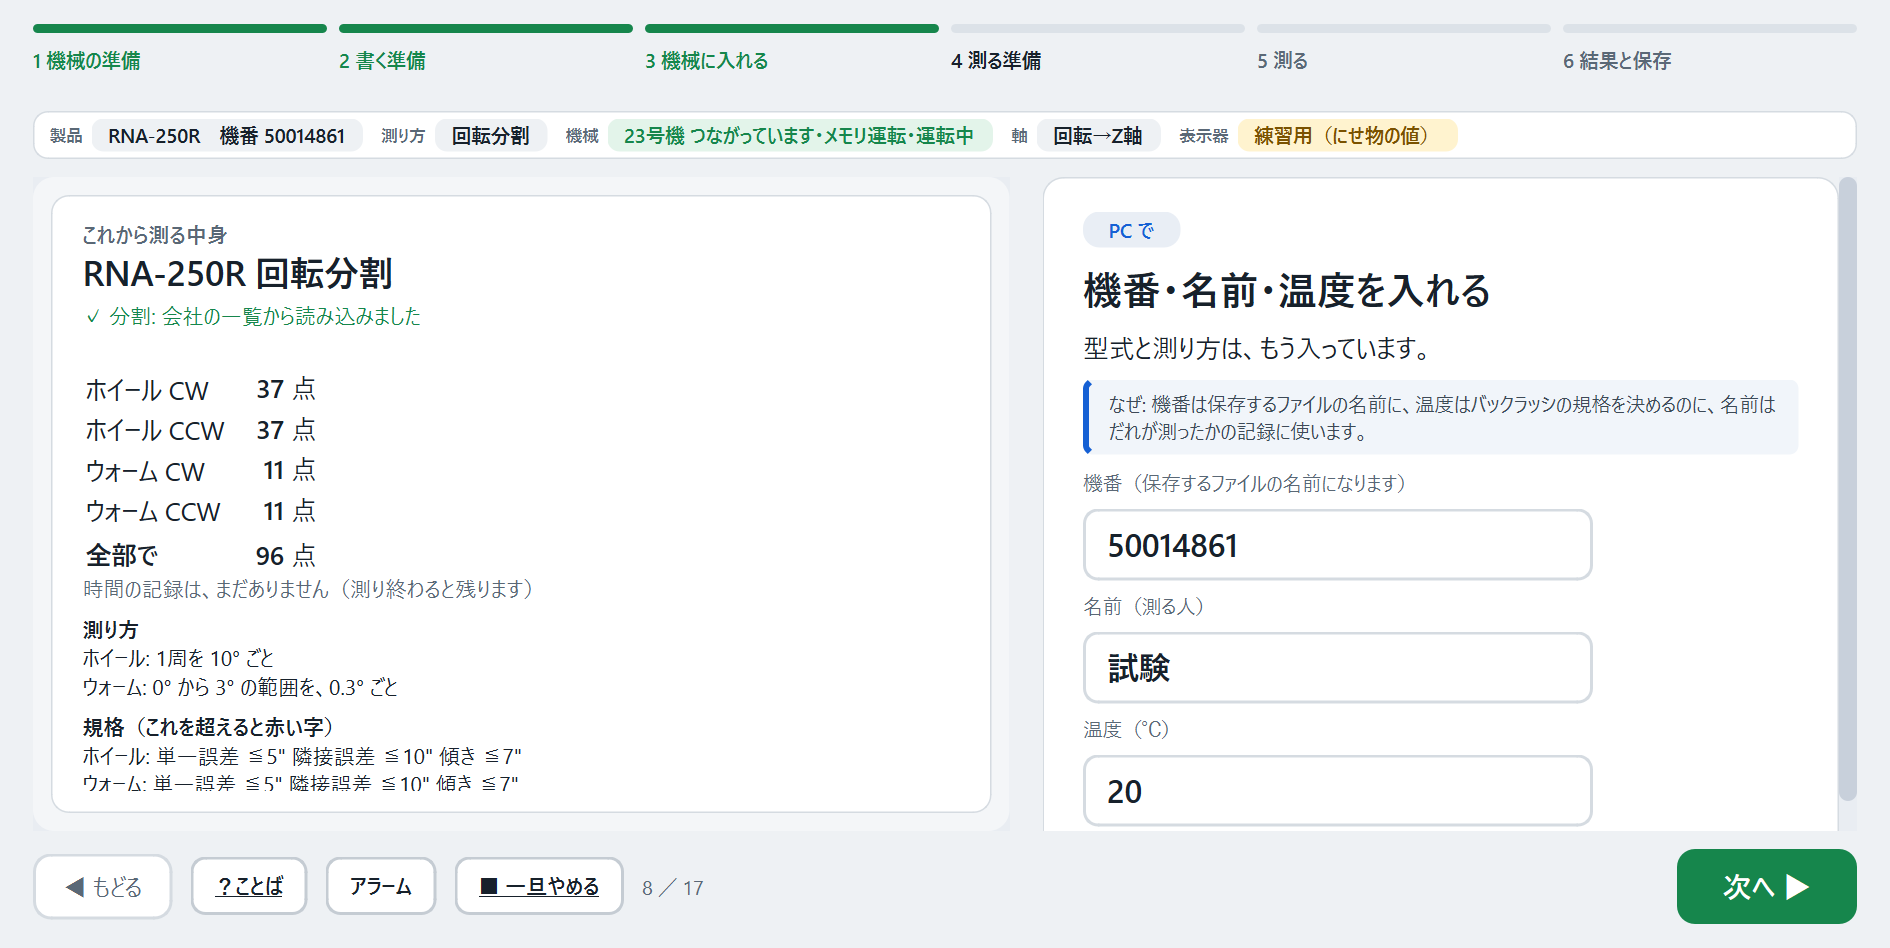 1 機械の準備
2 書く準備
3 機械に入れる
4 測る準備
5 測る
6 結果と保存
製品 RNA-250R 機番 50014861 測り方 回転分割 機械 23号機 つながっています・メモリ運転・運転中 軸 回転→Z軸 表示器 練習用（にせ物の値）
これから測る中身
RNA-250R 回転分割
✓ 分割: 会社の一覧から読み込みました
ホイール CW 37 点
ホイール CCW 37 点
ウォーム CW 11 点
ウォーム CCW 11 点
全部で 96 点
時間の記録は、まだありません（測り終わると残ります）
測り方
ホイール: 1周を 10° ごと
ウォーム: 0° から 3° の範囲を、0.3° ごと
規格（これを超えると赤い字）
ホイール: 単一誤差 ≦5" 隣接誤差 ≦10" 傾き ≦7"
ウォーム: 単一誤差 ≦5" 隣接誤差 ≦10" 傾き ≦7"
PC で
機番・名前・温度を入れる
型式と測り方は、もう入っています。
なぜ: 機番は保存するファイルの名前に、温度はバックラッシの規格を決めるのに、名前は
だれが測ったかの記録に使います。
機番（保存するファイルの名前になります）
50014861
名前（測る人）
試験
温度（℃）
20
◀ もどる
？ことば
アラーム
■ 一旦やめる
8 ／ 17
次へ ▶